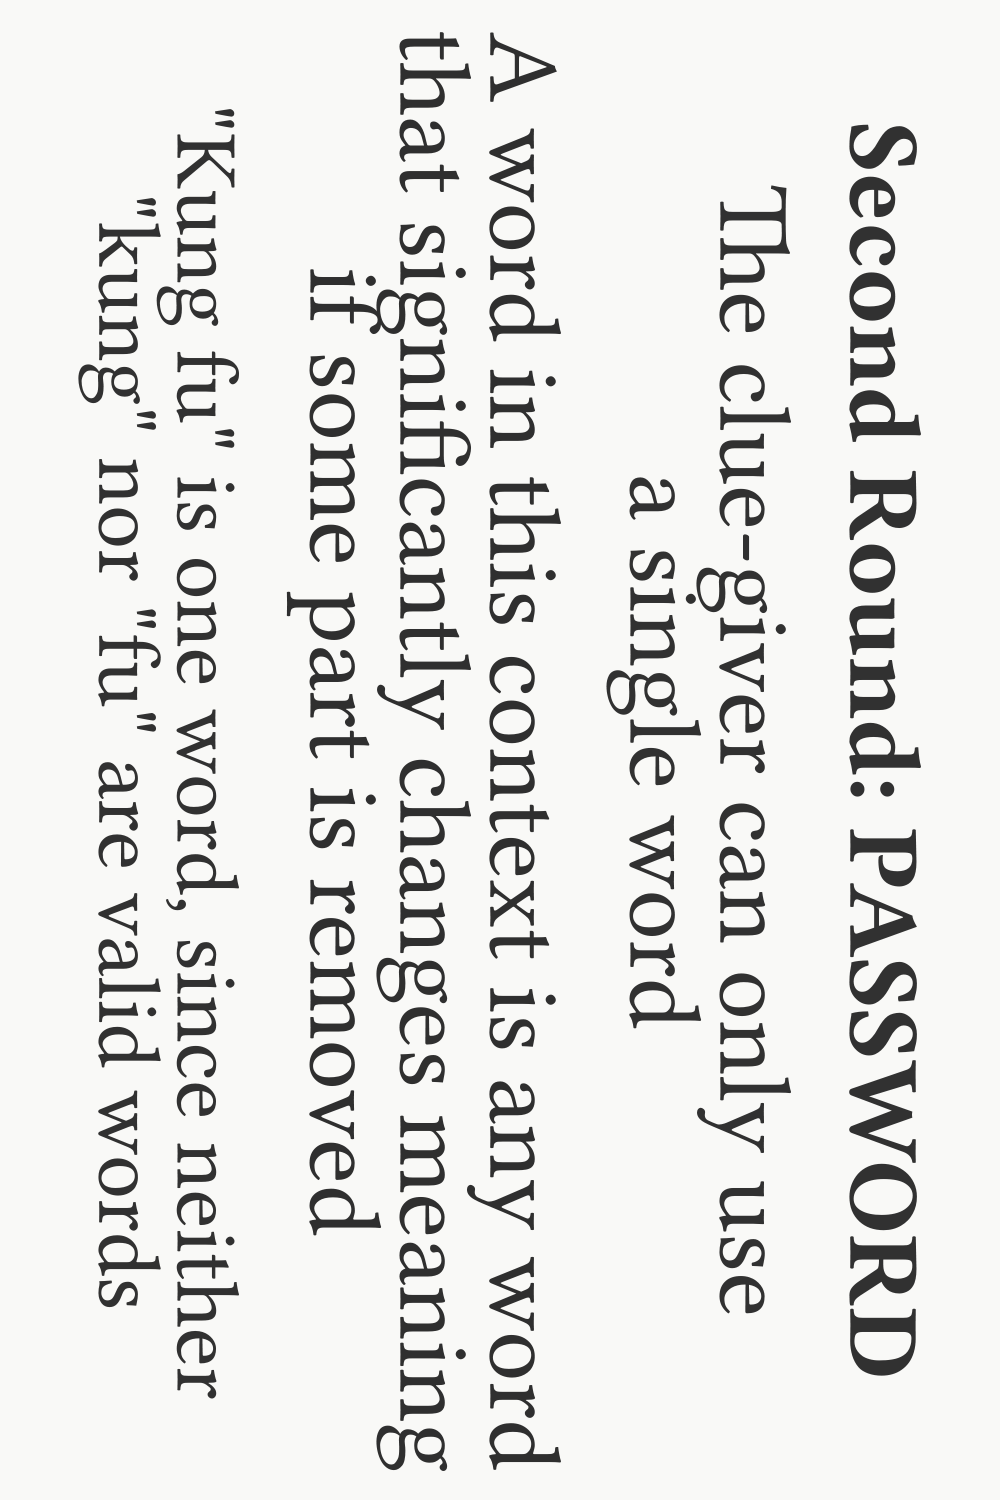 Second Round: PASSWORD
The clue-giver can only use
a single word
A word in this context is any word
that significantly changes meaning
if some part is removed
"Kung fu" is one word, since neither
"kung" nor "fu" are valid words